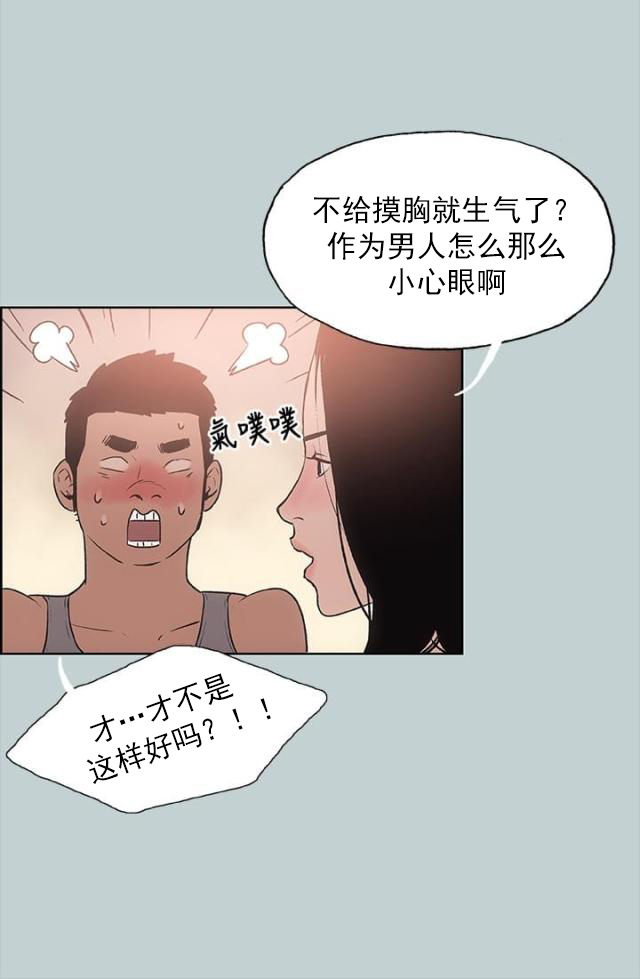 不给摸胸就生气了？
作为男人怎么那么
小心眼啊
氣噗噗
才…才不是
这样好吗？！！